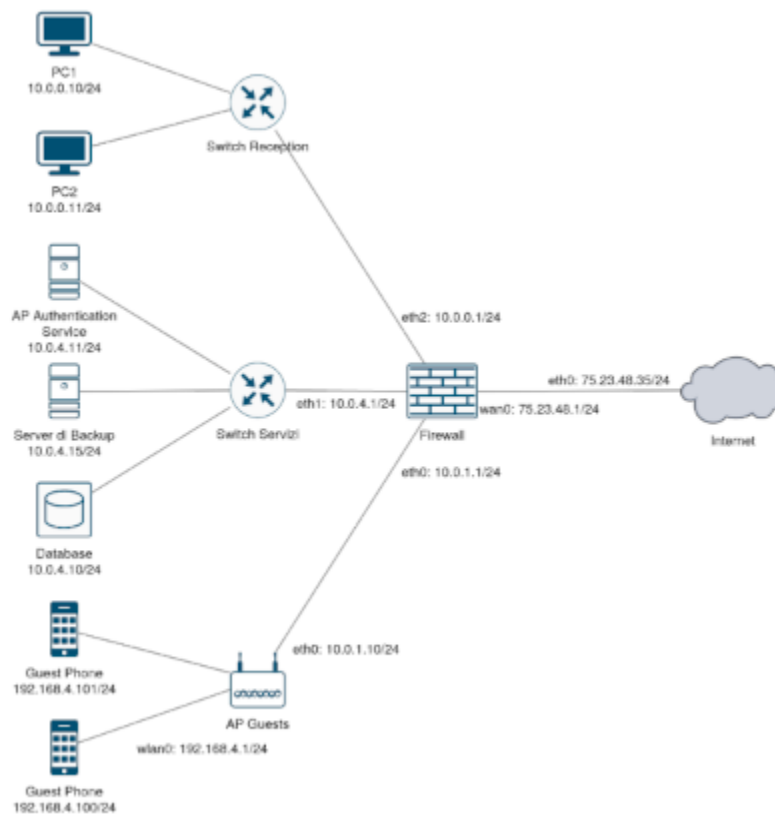 PC1
10.0.0.10/24
Switch Reception
PC2
10.0.0.11/24
AP Authentication
Service
10.0.4.11/24
eth2: 10.0.0.1/24
eth0: 75.23.48.35/24
eth1: 10.0.4.1/24
wan0: 75.23.48.1/24
Server di Backup
10.0.4.15/24
Switch Servizi
Firewall
Internet
eth0: 10.0.1.1/24
Database
10.0.4.10/24
eth0: 10.0.1.10/24
Guest Phone
192.168.4.101/24
AP Guests
wlan0: 192.168.4.1/24
Guest Phone
192.168.4.100/24